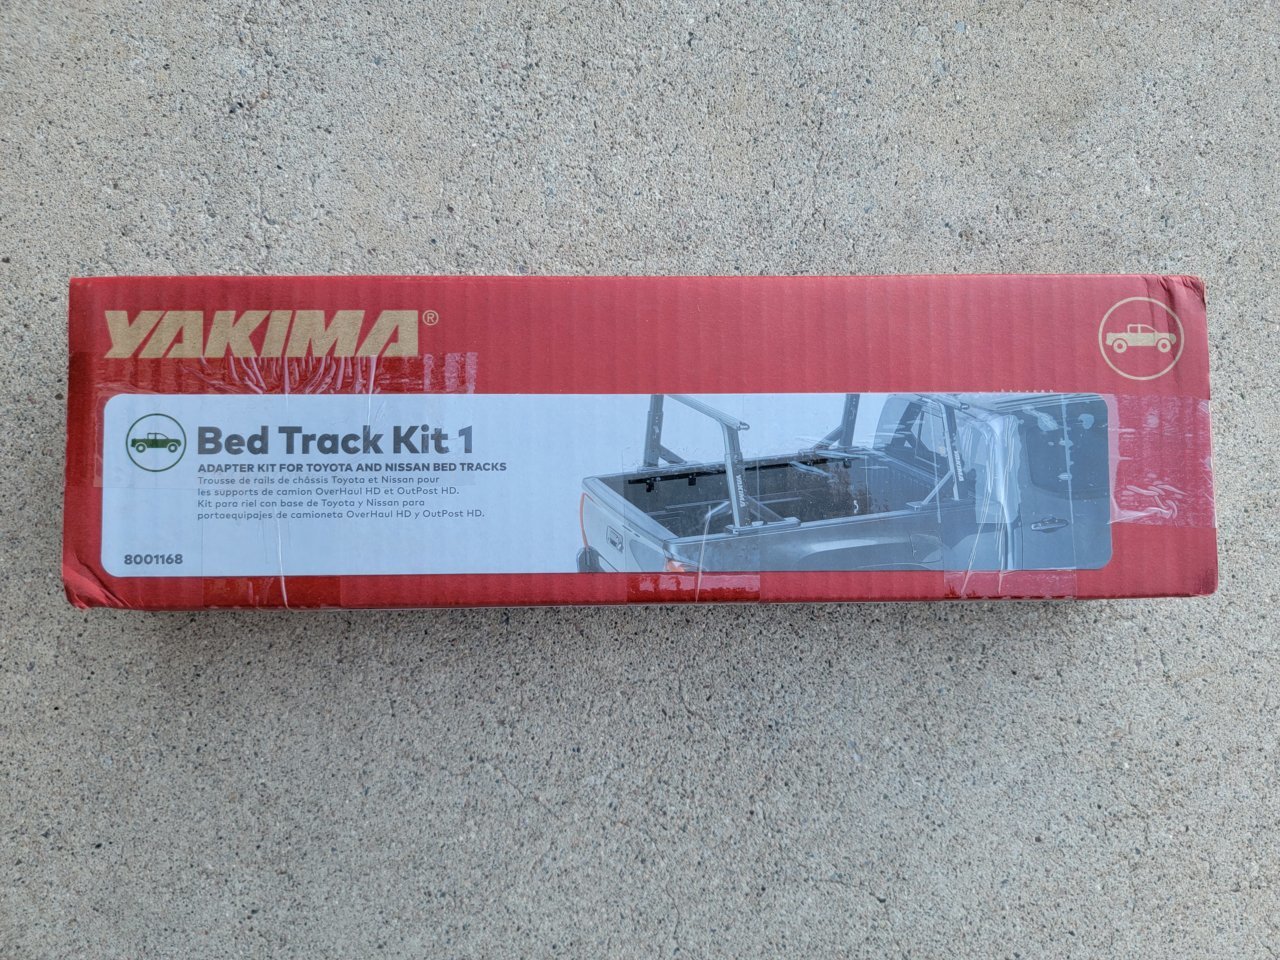 YAKIMA®
Bed Track Kit 1
ADAPTER KIT FOR TOYOTA AND NISSAN BED TRACKS
Trousse de rails de châssis Toyota et Nissan pour
les supports de camion OverHaul HD et OutPost HD.
Kit para riel con base de Toyota y Nissan para
portaequipajes de camioneta OverHaul HD y OutPost HD.
8001168
YAKIMA
YAKIMA